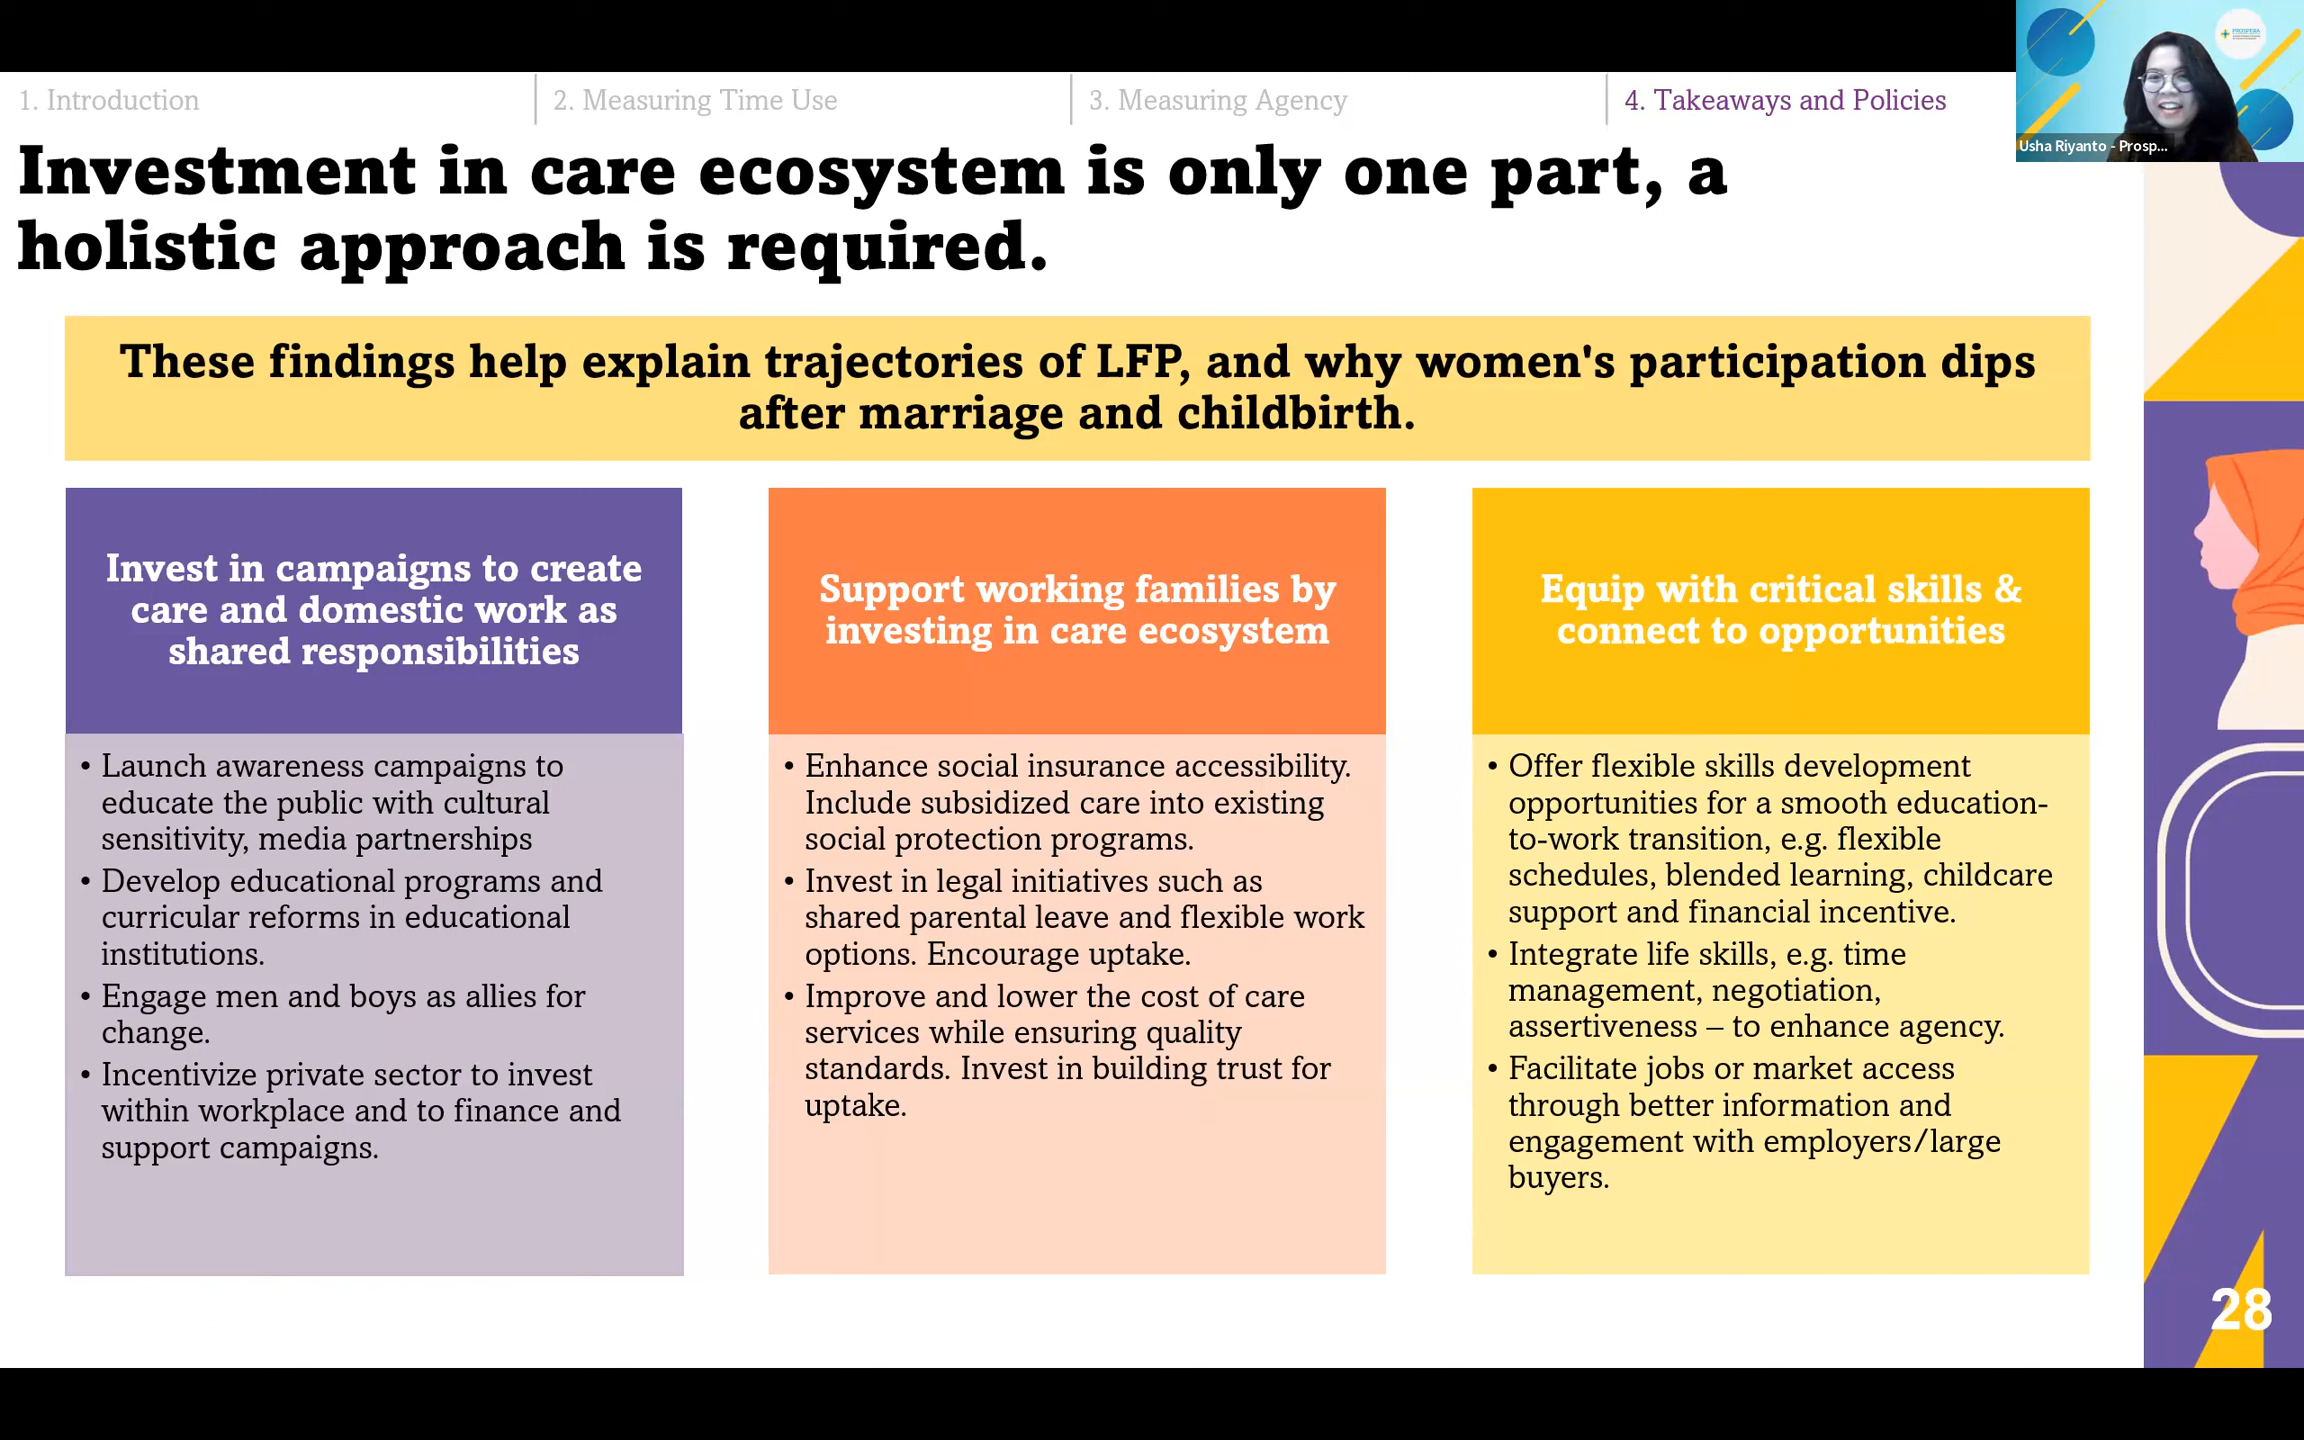 1. Introduction
2. Measuring Time Use
3. Measuring Agency
4. Takeaways and Policies
PROSPERA
Usha Riyanto - Prosp...
Investment in care ecosystem is only one part, a
holistic approach is required.
These findings help explain trajectories of LFP, and why women's participation dips
after marriage and childbirth.
Invest in campaigns to create
care and domestic work as
shared responsibilities
• Launch awareness campaigns to
educate the public with cultural
sensitivity, media partnerships
• Develop educational programs and
curricular reforms in educational
institutions.
• Engage men and boys as allies for
change.
• Incentivize private sector to invest
within workplace and to finance and
support campaigns.
Support working families by
investing in care ecosystem
• Enhance social insurance accessibility.
Include subsidized care into existing
social protection programs.
• Invest in legal initiatives such as
shared parental leave and flexible work
options. Encourage uptake.
• Improve and lower the cost of care
services while ensuring quality
standards. Invest in building trust for
uptake.
Equip with critical skills &
connect to opportunities
• Offer flexible skills development
opportunities for a smooth education-
to-work transition, e.g. flexible
schedules, blended learning, childcare
support and financial incentive.
• Integrate life skills, e.g. time
management, negotiation,
assertiveness – to enhance agency.
• Facilitate jobs or market access
through better information and
engagement with employers/large
buyers.
28